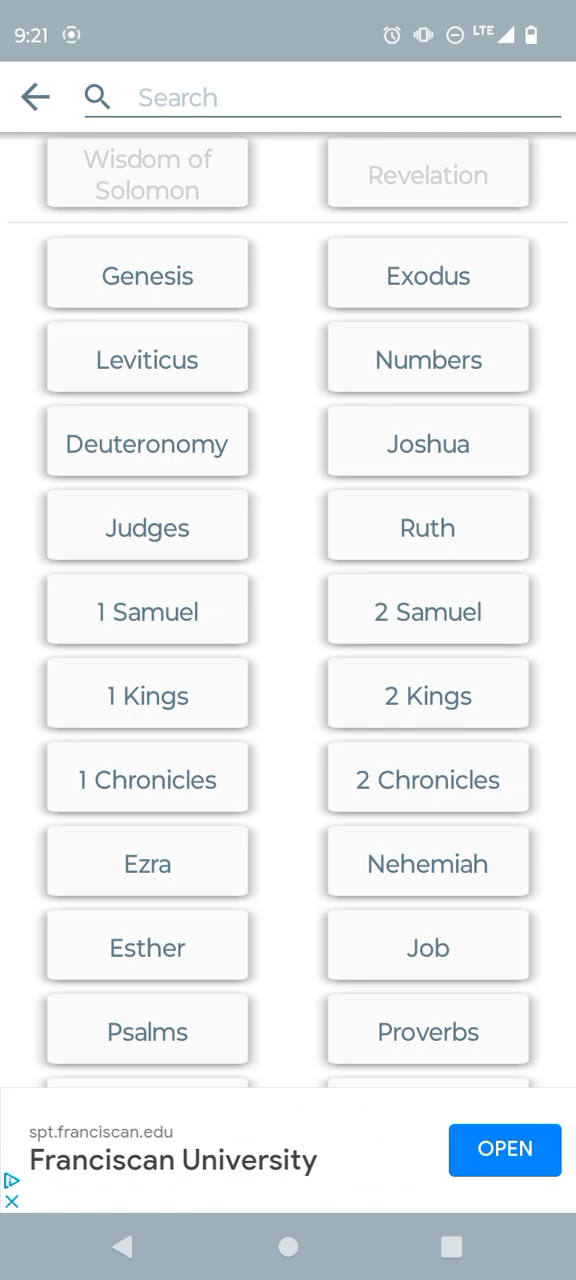 9:21
LTE
Search
Wisdom of
Solomon
Revelation
Genesis
Exodus
Leviticus
Numbers
Deuteronomy
Joshua
Judges
Ruth
1 Samuel
2 Samuel
1 Kings
2 Kings
1 Chronicles
2 Chronicles
Ezra
Nehemiah
Esther
Job
Psalms
Proverbs
spt.franciscan.edu
Franciscan University
OPEN